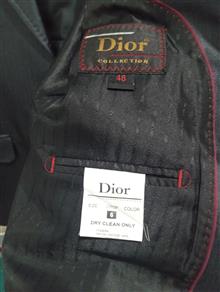 Dior
COLLECTION
48
Dior
SIZE COLOR
6
DRY CLEAN ONLY